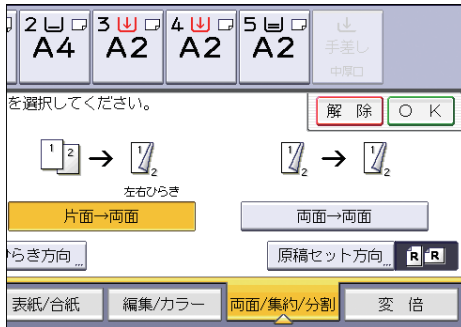 2 3 4 5
A4 A2 A2 A2 手差し
中厚口
を選択してください。
解 除 O K
1 2 → 1 2
1 2 → 1 2
左右ひらき
片面→両面 両面→両面
ひらき方向... 原稿セット方向... R R
表紙/合紙 編集/カラー 両面/集約/分割 変 倍